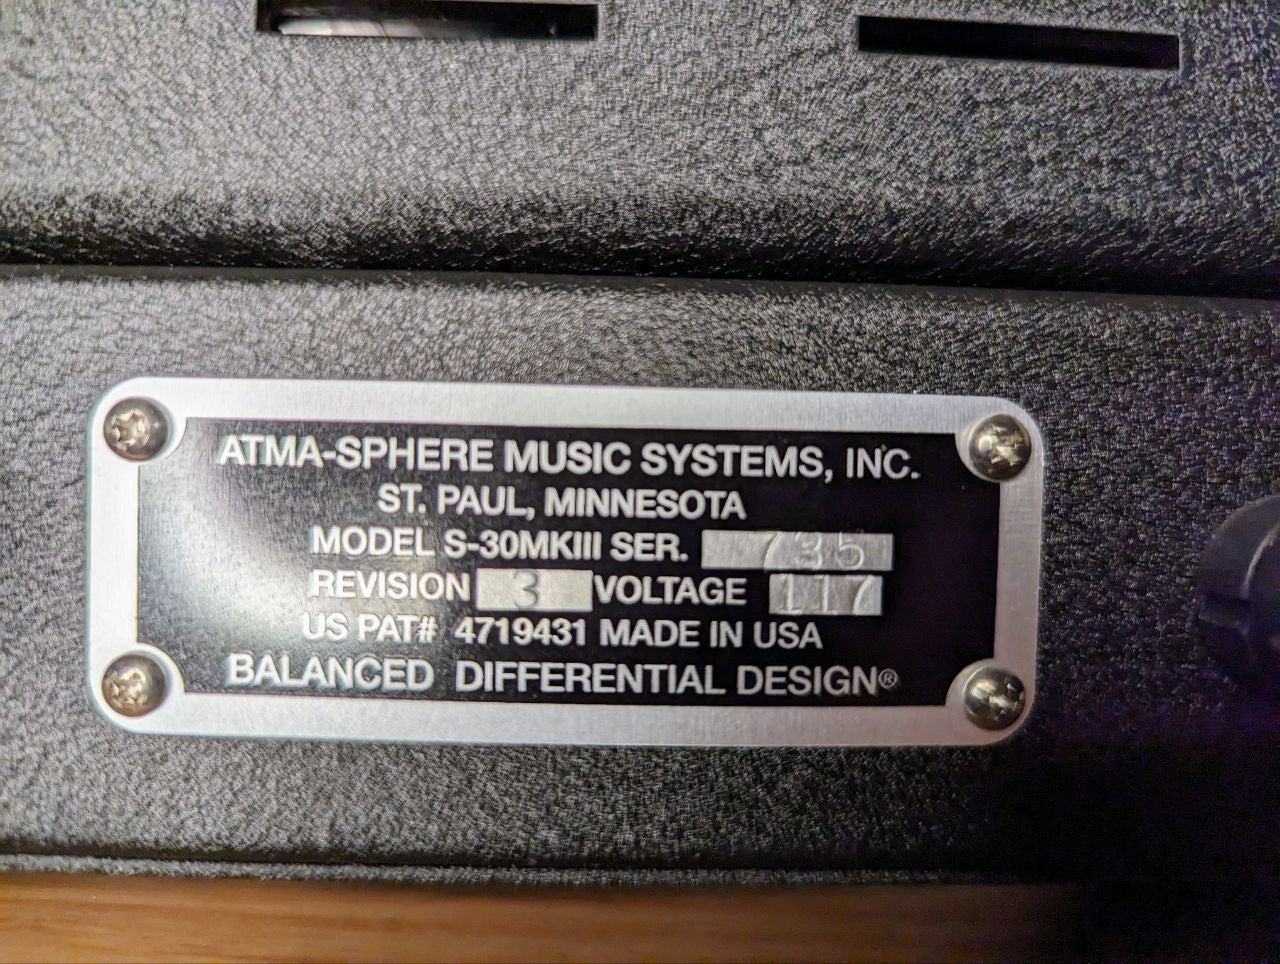 ATMA-SPHERE MUSIC SYSTEMS, INC.
ST. PAUL, MINNESOTA
MODEL S-30MKIII SER. 735
REVISION 3 VOLTAGE 117
US PAT# 4719431 MADE IN USA
BALANCED DIFFERENTIAL DESIGN®